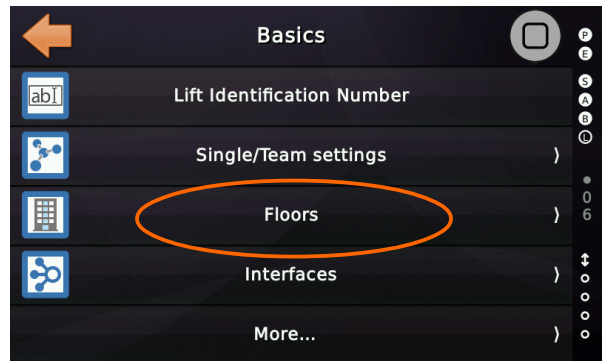 Basics
P
E
abI
Lift Identification Number
S
A
B
L
Single/Team settings
0
Floors
6
Interfaces
More...